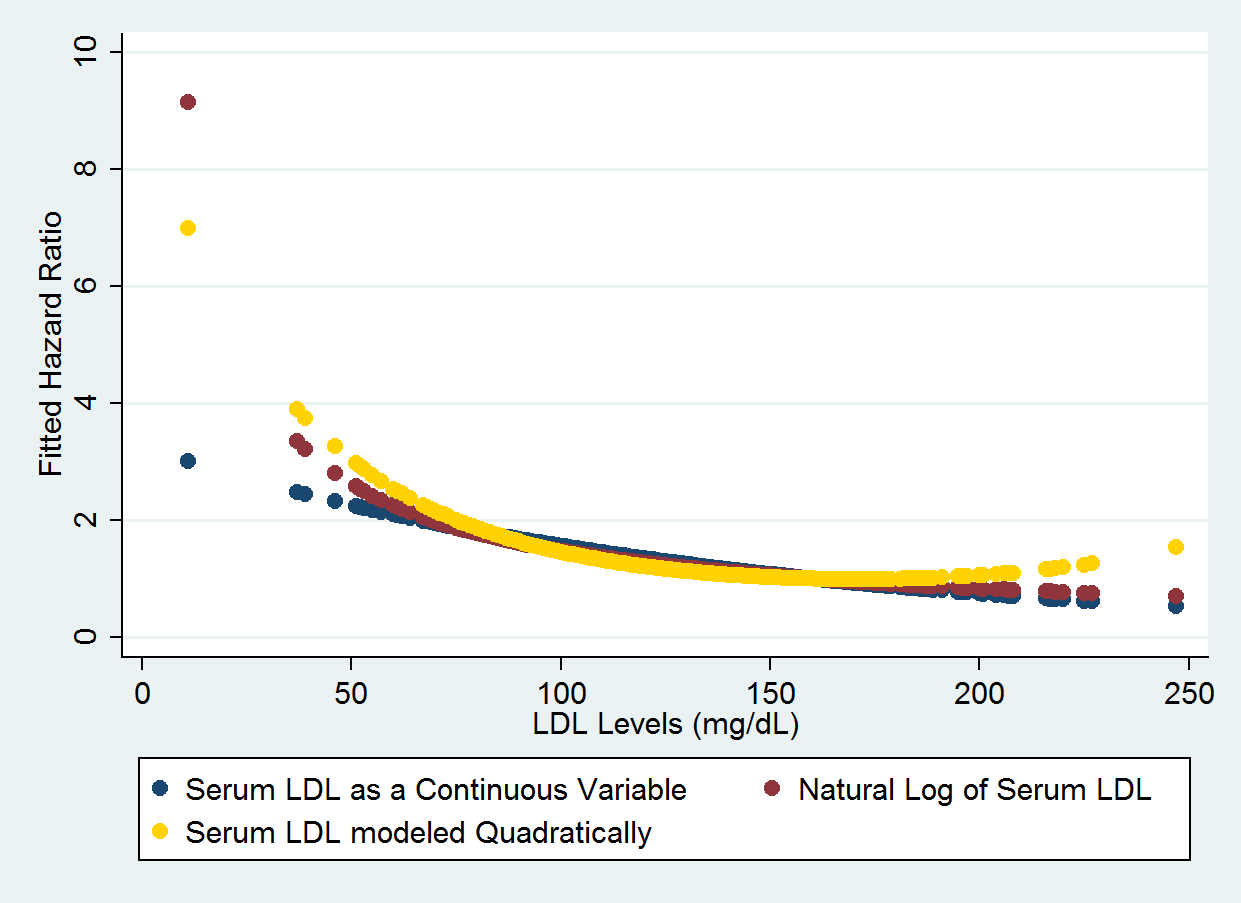 10
8
6
4
2
0
Fitted Hazard Ratio
0 50 100 150 200 250
LDL Levels (mg/dL)
Serum LDL as a Continuous Variable Natural Log of Serum LDL
Serum LDL modeled Quadratically